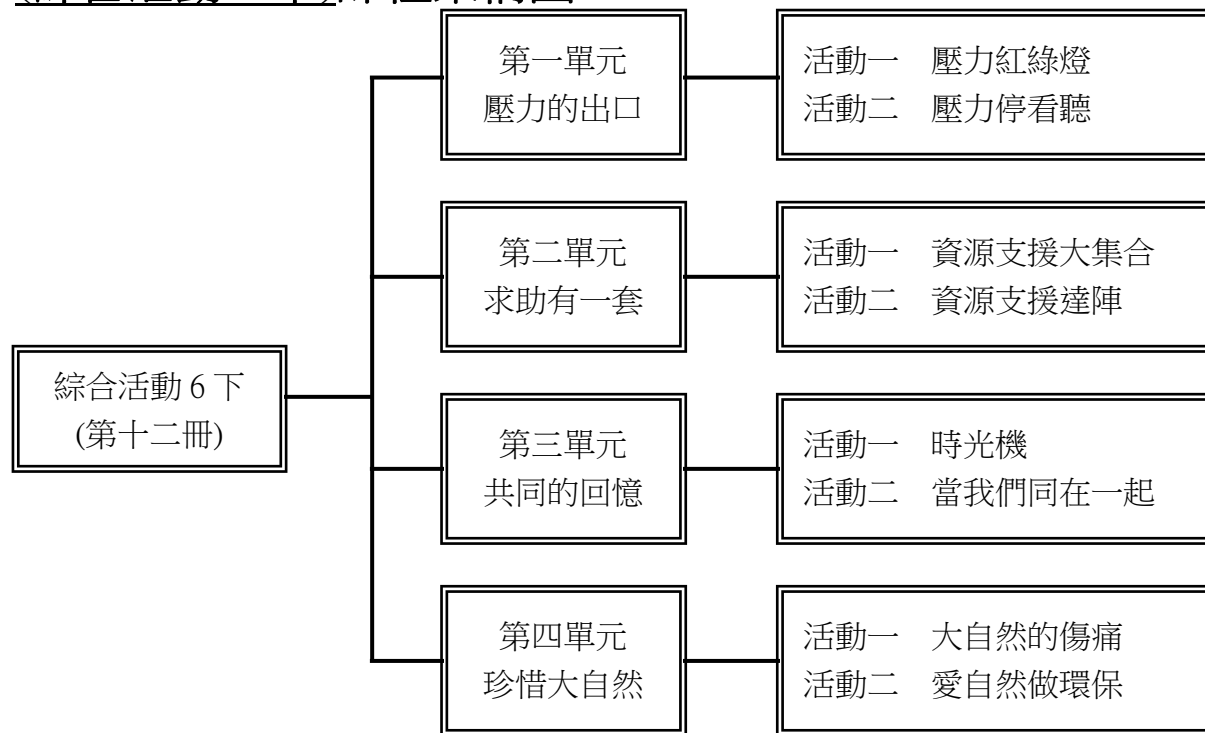 綜合活動 6 下
(第十二冊)
第一單元
壓力的出口
活動一　壓力紅綠燈
活動二　壓力停看聽
第二單元
求助有一套
活動一　資源支援大集合
活動二　資源支援達陣
第三單元
共同的回憶
活動一　時光機
活動二　當我們同在一起
第四單元
珍惜大自然
活動一　大自然的傷痛
活動二　愛自然做環保